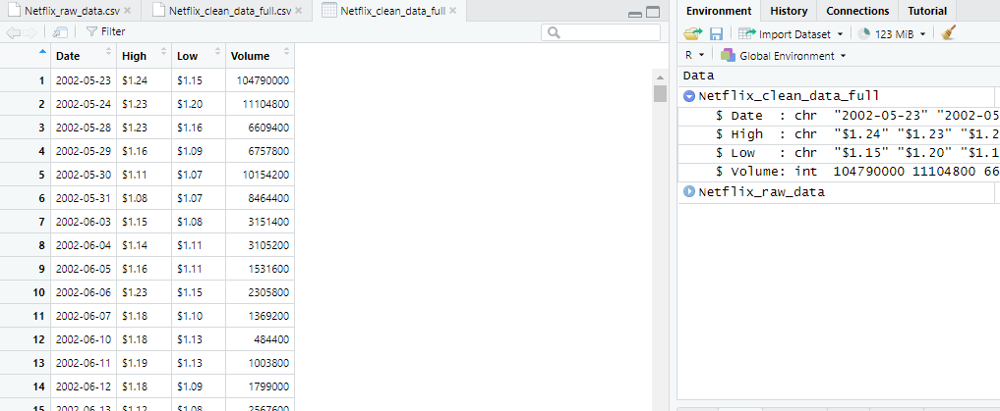 Netflix_raw_data.csv Netflix_clean_data_full.csv Netflix_clean_data_full
Filter
Date High Low Volume
1 2002-05-23 $1.24 $1.15 104790000
2 2002-05-24 $1.23 $1.20 11104800
3 2002-05-28 $1.23 $1.16 6609400
4 2002-05-29 $1.16 $1.09 6757800
5 2002-05-30 $1.11 $1.07 10154200
6 2002-05-31 $1.08 $1.07 8464400
7 2002-06-03 $1.15 $1.08 3151400
8 2002-06-04 $1.14 $1.11 3105200
9 2002-06-05 $1.16 $1.11 1531600
10 2002-06-06 $1.23 $1.15 2305800
11 2002-06-07 $1.18 $1.10 1369200
12 2002-06-10 $1.18 $1.13 484400
13 2002-06-11 $1.19 $1.13 1003800
14 2002-06-12 $1.18 $1.09 1799000
15 2002-06-13 $1.12 $1.08 2567600
Environment History Connections Tutorial
Import Dataset 123 MiB
R Global Environment
Data
Netflix_clean_data_full
$ Date : chr "2002-05-23" "2002-05
$ High : chr "$1.24" "$1.23" "$1.2
$ Low : chr "$1.15" "$1.20" "$1.1
$ Volume: int 104790000 11104800 66
Netflix_raw_data